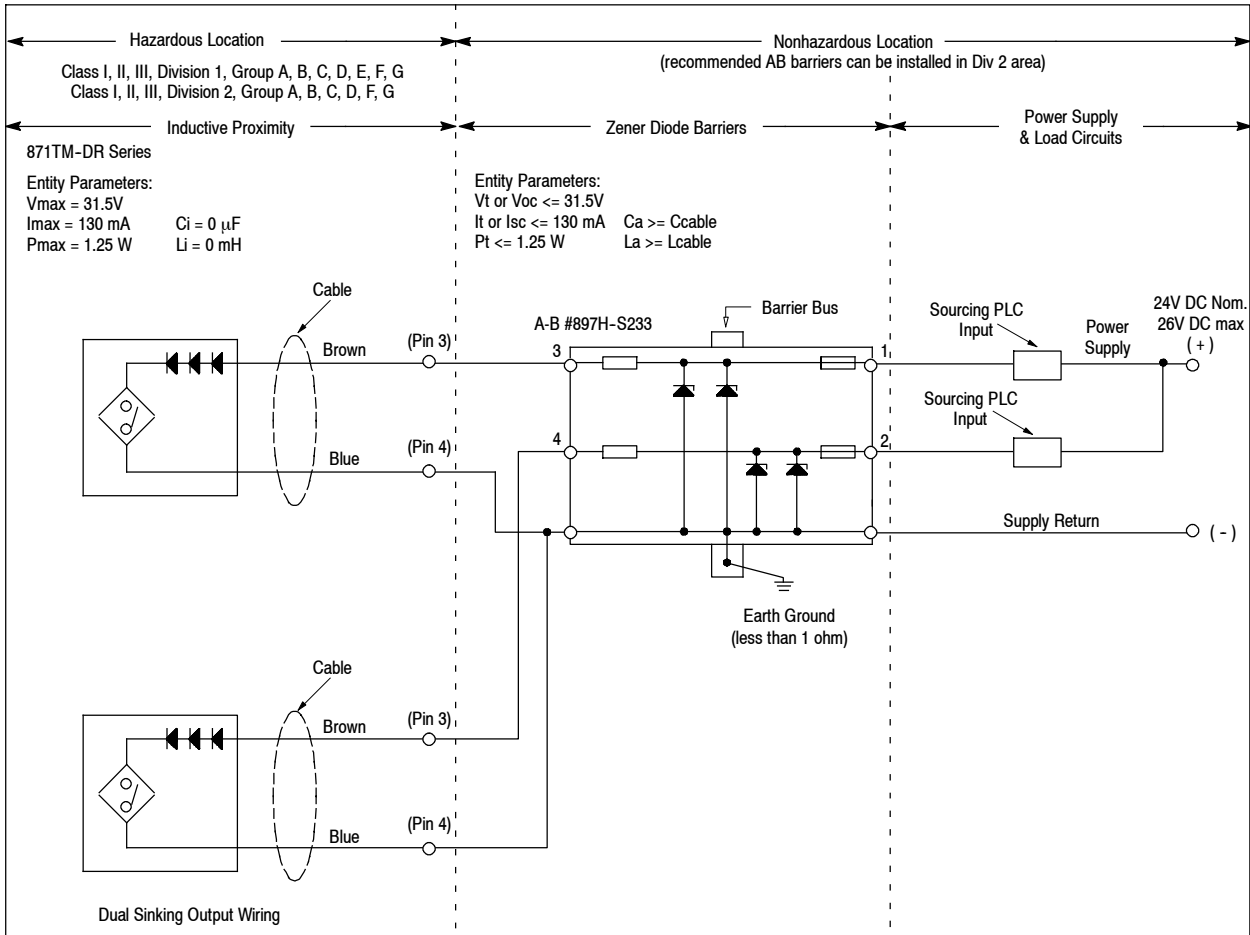 Hazardous Location
Class I, II, III, Division 1, Group A, B, C, D, E, F, G
Class I, II, III, Division 2, Group A, B, C, D, F, G
Nonhazardous Location
(recommended AB barriers can be installed in Div 2 area)
Inductive Proximity
Zener Diode Barriers
Power Supply
& Load Circuits
871TM-DR Series
Entity Parameters:
Vmax = 31.5V
Imax = 130 mA Ci = 0 μF
Pmax = 1.25 W Li = 0 mH
Entity Parameters:
Vt or Voc <= 31.5V
It or Isc <= 130 mA Ca >= Ccable
Pt <= 1.25 W La >= Lcable
Cable
Brown
(Pin 3)
Blue
(Pin 4)
A-B #897H-S233
Barrier Bus
3
1
4
2
Sourcing PLC
Input
Power
Supply
24V DC Nom.
26V DC max
( + )
Sourcing PLC
Input
Supply Return
( - )
Earth Ground
(less than 1 ohm)
Cable
Brown
(Pin 3)
Blue
(Pin 4)
Dual Sinking Output Wiring